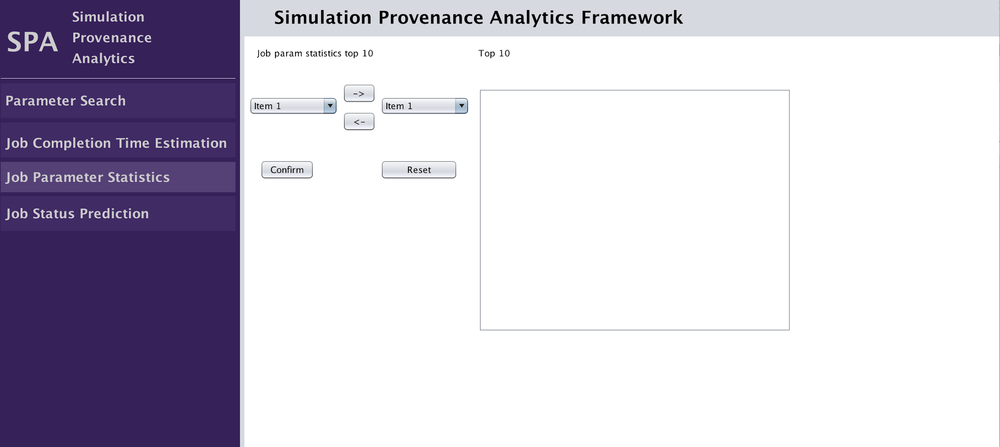 SPA
Simulation
Provenance
Analytics
Parameter Search
Job Completion Time Estimation
Job Parameter Statistics
Job Status Prediction
Simulation Provenance Analytics Framework
Job param statistics top 10
Top 10
Item 1
->
<-
Item 1
Confirm
Reset